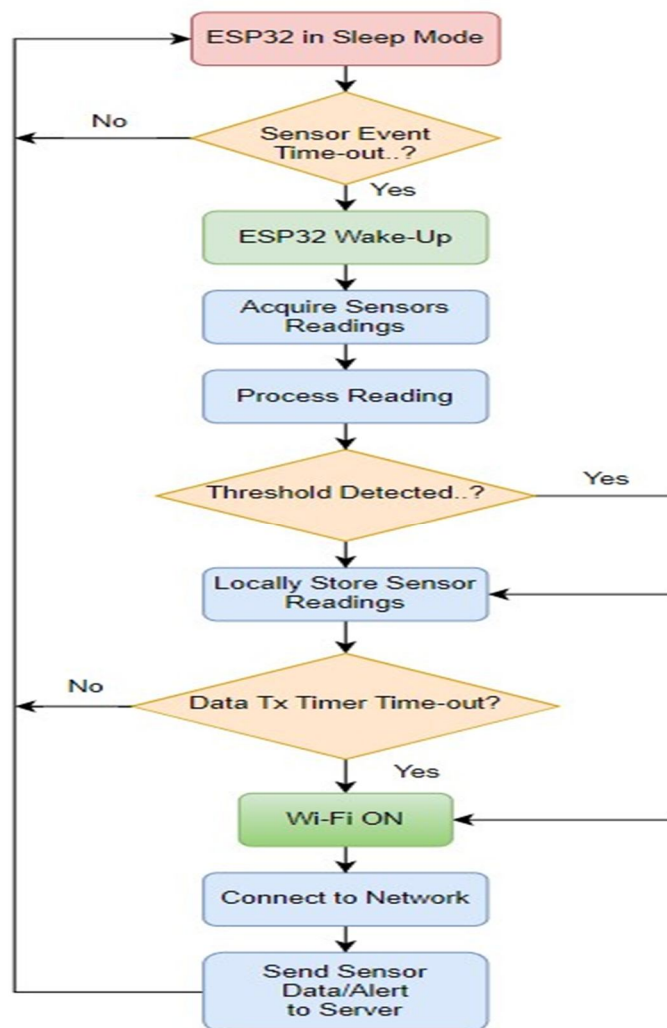 ESP32 in Sleep Mode
No
Sensor Event
Time-out..?
Yes
ESP32 Wake-Up
Acquire Sensors
Readings
Process Reading
Threshold Detected..?
Yes
Locally Store Sensor
Readings
No
Data Tx Timer Time-out?
Yes
Wi-Fi ON
Connect to Network
Send Sensor
Data/Alert
to Server